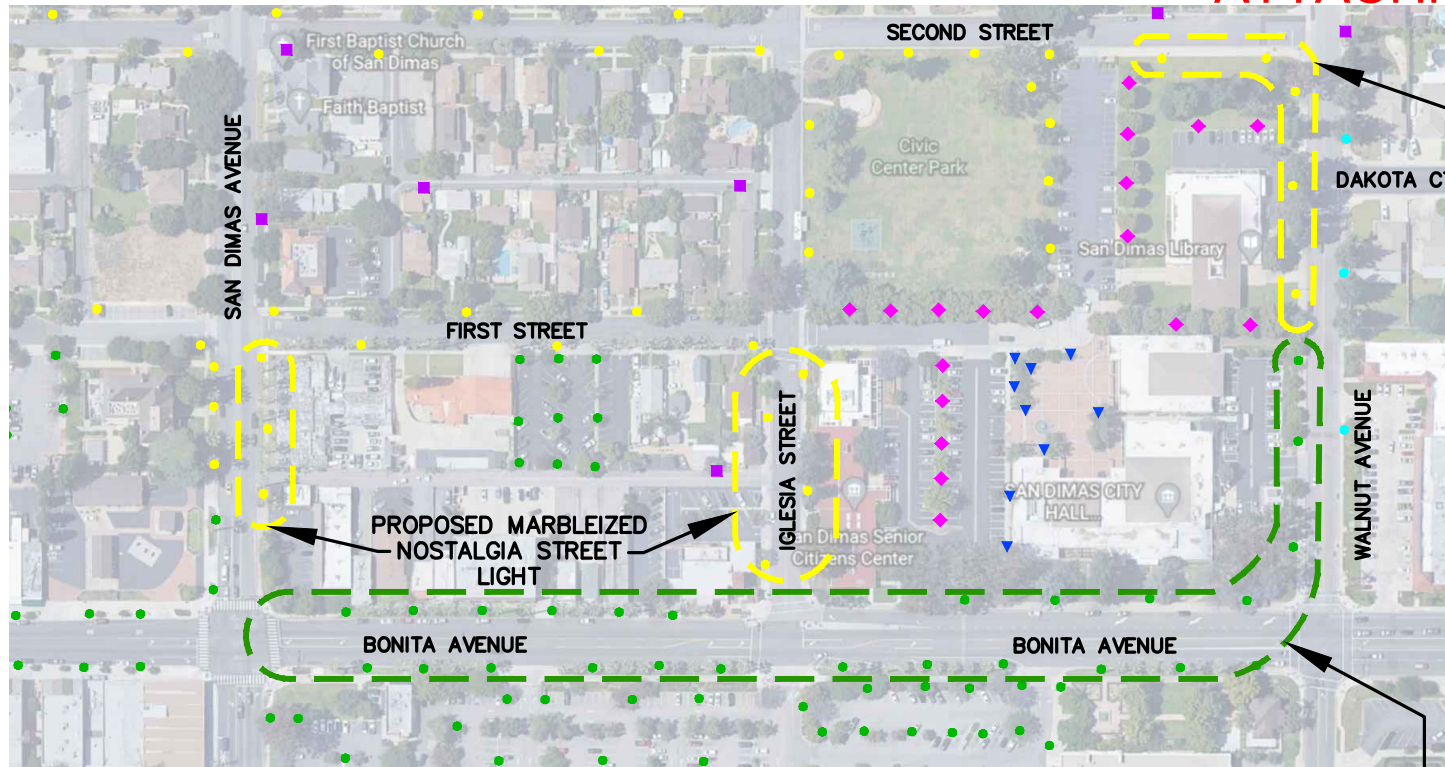 SECOND STREET
First Baptist Church
of San Dimas
Faith Baptist
SAN DIMAS AVENUE
Civic
Center Park
DAKOTA
San Dimas Library
FIRST STREET
IGLESIA STREET
WALNUT AVENUE
SAN DIMAS CITY
HALL...
PROPOSED MARBLEIZED
NOSTALGIA STREET
LIGHT
San Dimas Senior
Citizens Center
BONITA AVENUE
BONITA AVENUE